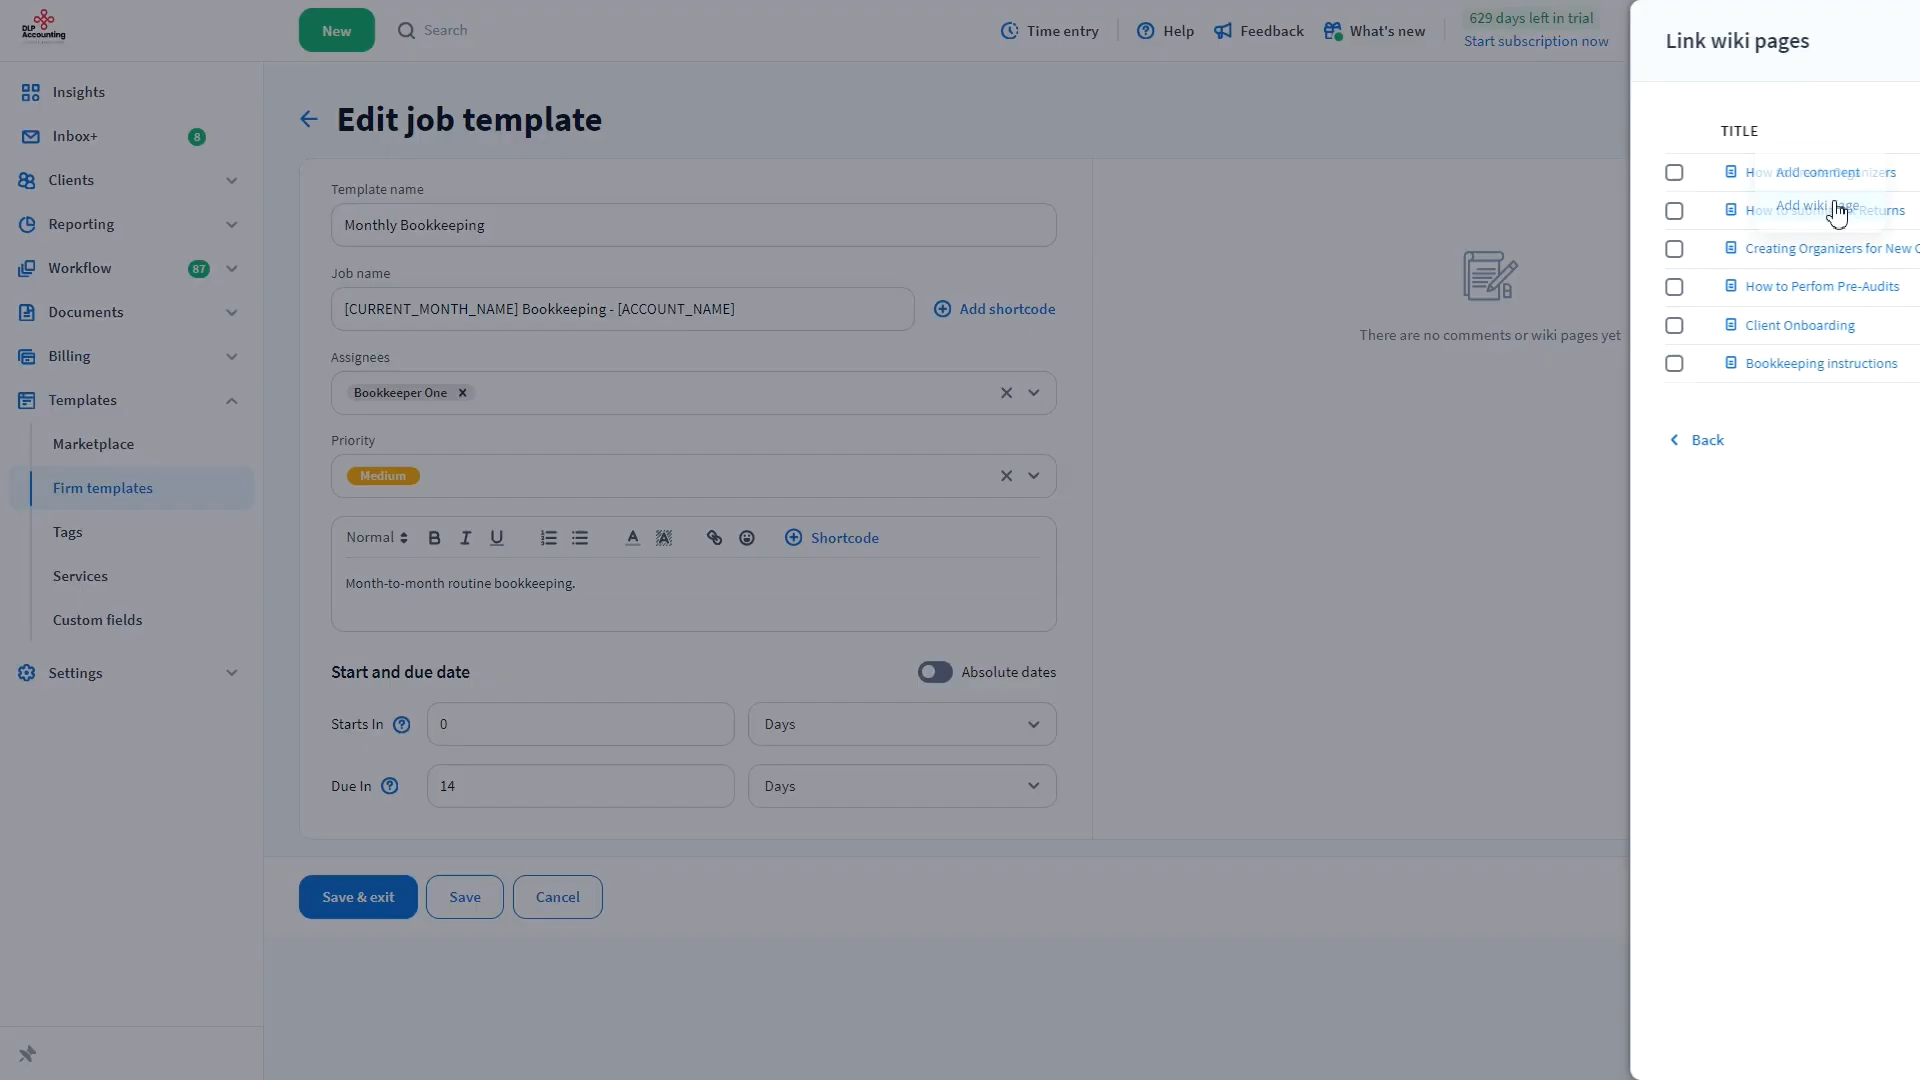 DLP
Accounting
New
Search
Time entry
Help
Feedback
What's new
629 days left in trial
Start subscription now
Link wiki pages
Insights
Inbox+
8
Clients
Reporting
Workflow
87
Documents
Billing
Templates
Marketplace
Firm templates
Tags
Services
Custom fields
Settings
Edit job template
Template name
Monthly Bookkeeping
Job name
[CURRENT_MONTH_NAME] Bookkeeping - [ACCOUNT_NAME]
Add shortcode
Assignees
Bookkeeper One
Priority
Medium
Normal
Shortcode
Month-to-month routine bookkeeping.
Start and due date
Absolute dates
Starts In
0
Days
Due In
14
Days
Save & exit
Save
Cancel
There are no comments or wiki pages yet
TITLE
Add comment
Add wiki page
How to submit Returns
Creating Organizers for New
How to Perfom Pre-Audits
Client Onboarding
Bookkeeping instructions
Back